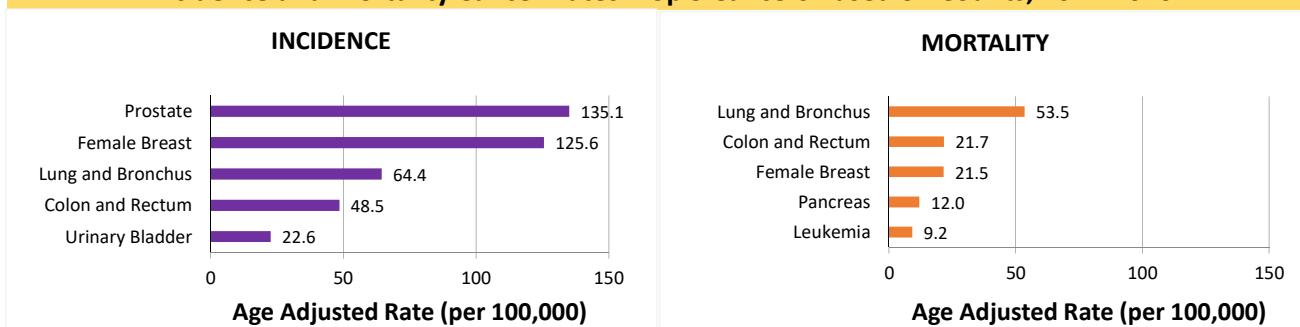 INCIDENCE
Prostate 135.1
Female Breast 125.6
Lung and Bronchus 64.4
Colon and Rectum 48.5
Urinary Bladder 22.6
0 50 100 150
Age Adjusted Rate (per 100,000)
MORTALITY
Lung and Bronchus 53.5
Colon and Rectum 21.7
Female Breast 21.5
Pancreas 12.0
Leukemia 9.2
0 50 100 150
Age Adjusted Rate (per 100,000)